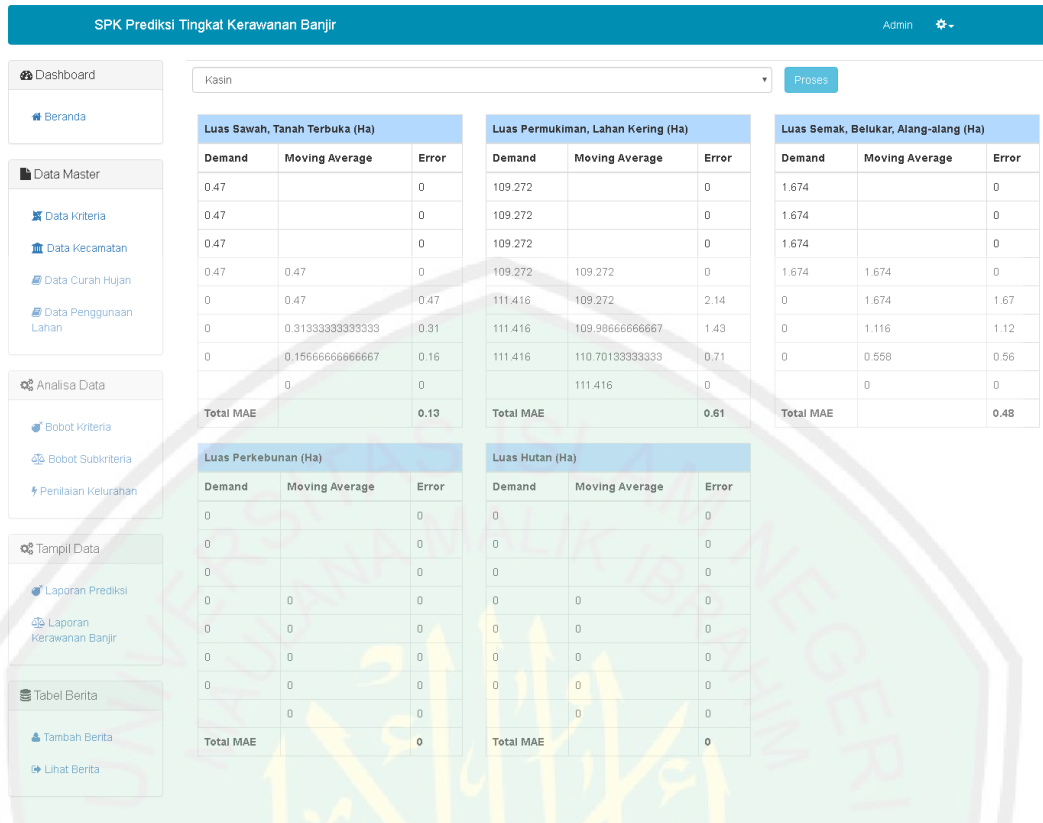 SPK Prediksi Tingkat Kerawanan Banjir
Admin
Dashboard
Beranda
Data Master
Data Kriteria
Data Kecamatan
Data Curah Hujan
Data Penggunaan
Lahan
Analisa Data
Bobot Kriteria
Bobot Subkriteria
Penilaian Kelurahan
Tampil Data
Laporan Prediksi
Laporan
Kerawanan Banjir
Tabel Berita
Tambah Berita
Lihat Berita
Kasin
Proses
Luas Sawah, Tanah Terbuka (Ha)
Demand Moving Average Error
0.47 0
0.47 0
0.47 0
0.47 0.47 0
0 0.47 0.47
0 0.31333333333333 0.31
0 0.15666666666667 0.16
0 0
Total MAE 0.13
Luas Permukiman, Lahan Kering (Ha)
Demand Moving Average Error
109.272 0
109.272 0
109.272 0
109.272 109.272 0
111.416 109.272 2.14
111.416 109.98666666667 1.43
111.416 110.70133333333 0.71
111.416 0
Total MAE 0.61
Luas Semak, Belukar, Alang-alang (Ha)
Demand Moving Average Error
1.674 0
1.674 0
1.674 0
1.674 1.674 0
0 1.674 1.67
0 1.116 1.12
0 0.558 0.56
0 0
Total MAE 0.48
Luas Perkebunan (Ha)
Demand Moving Average Error
0 0
0 0
0 0
0 0 0
0 0 0
0 0 0
0 0 0
0 0
Total MAE 0
Luas Hutan (Ha)
Demand Moving Average Error
0 0
0 0
0 0
0 0 0
0 0 0
0 0 0
0 0 0
0 0
Total MAE 0
UNIVERSITAS ISLAM NEGERI
MAULANA MALIK IBRAHIM